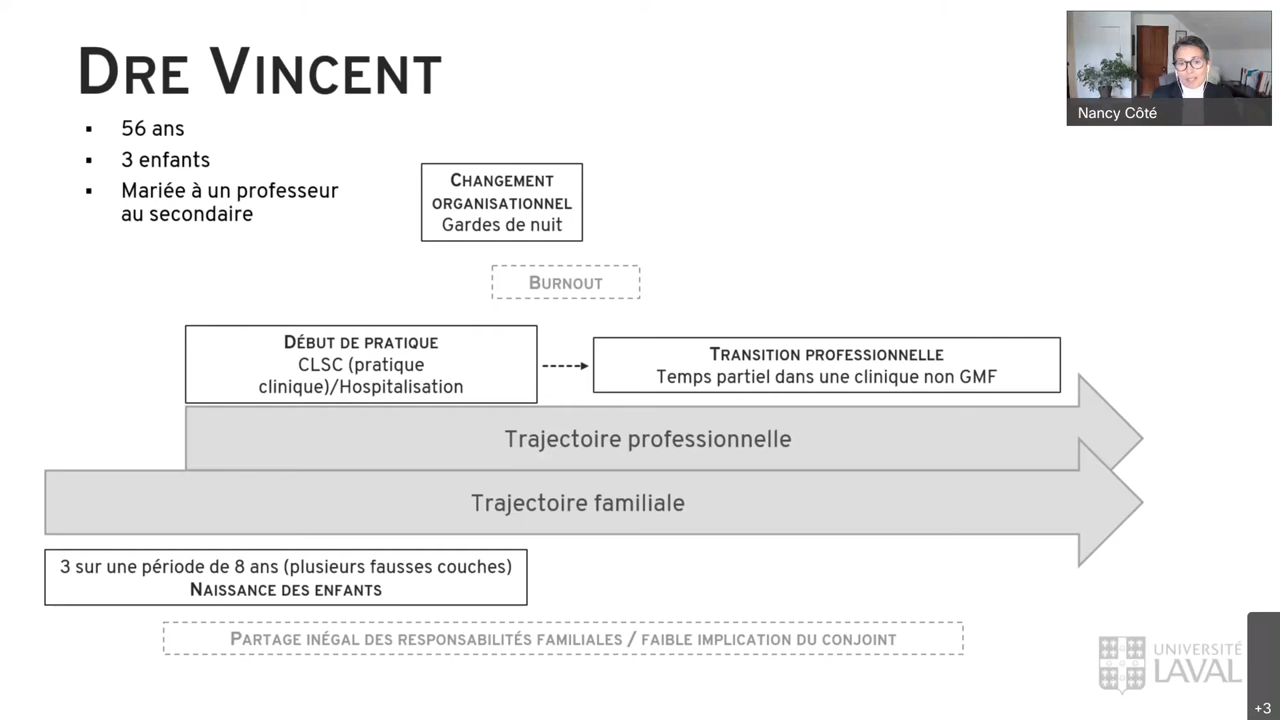 DRE VINCENT
▪ 56 ans
▪ 3 enfants
▪ Mariée à un professeur
au secondaire
Nancy Côté
CHANGEMENT
ORGANISATIONNEL
Gardes de nuit
BURNOUT
DÉBUT DE PRATIQUE
CLSC (pratique
clinique)/Hospitalisation
TRANSITION PROFESSIONNELLE
Temps partiel dans une clinique non GMF
Trajectoire professionnelle
Trajectoire familiale
3 sur une période de 8 ans (plusieurs fausses couches)
NAISSANCE DES ENFANTS
PARTAGE INÉGAL DES RESPONSABILITÉS FAMILIALES / FAIBLE IMPLICATION DU CONJOINT
UNIVERSITÉ
LAVAL
+3